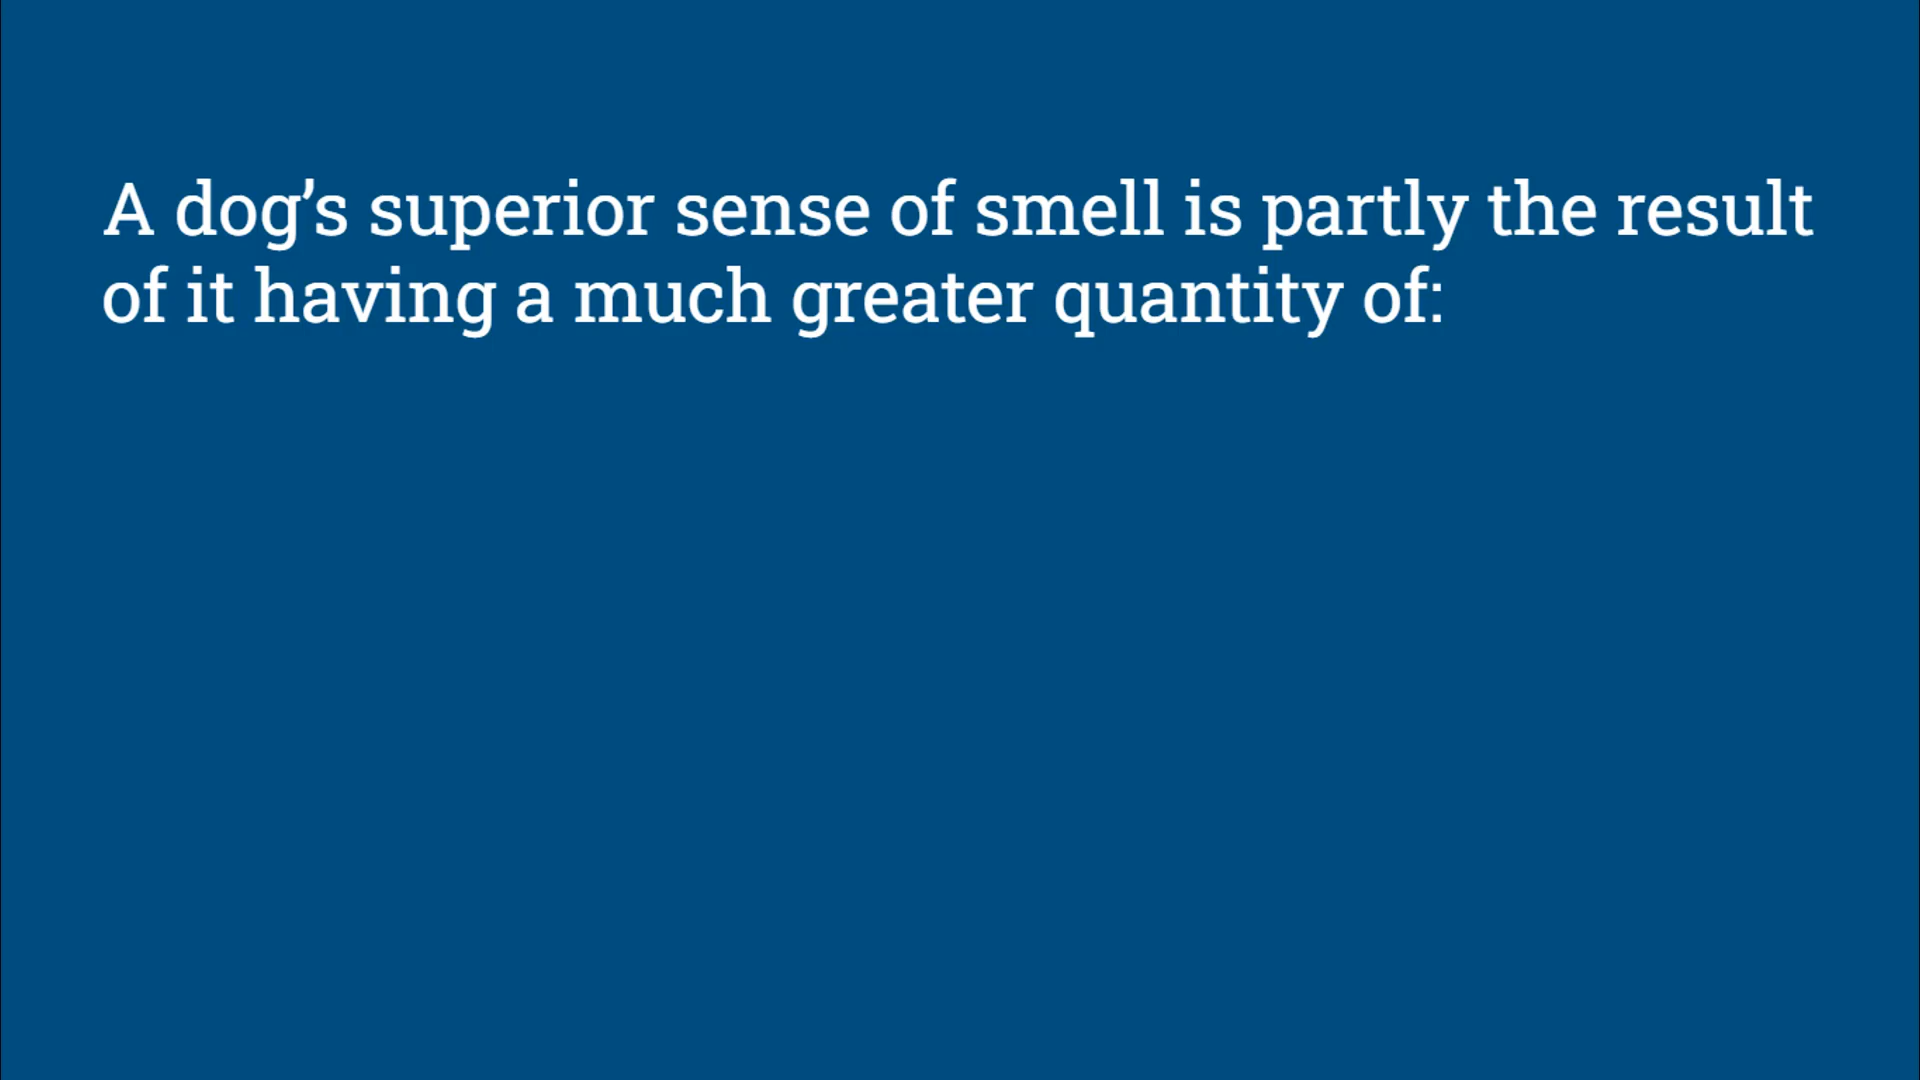 A dog’s superior sense of smell is partly the result
of it having a much greater quantity of: